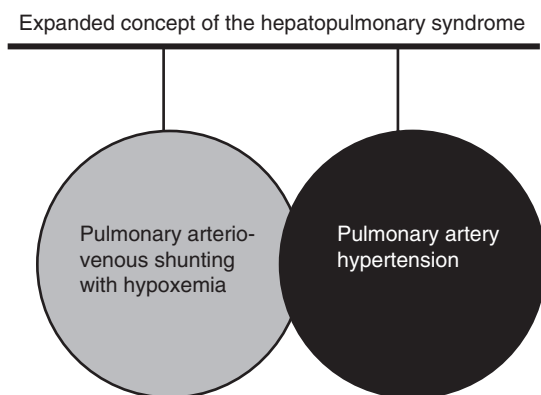 Expanded concept of the hepatopulmonary syndrome
Pulmonary arterio-
venous shunting
with hypoxemia
Pulmonary artery
hypertension